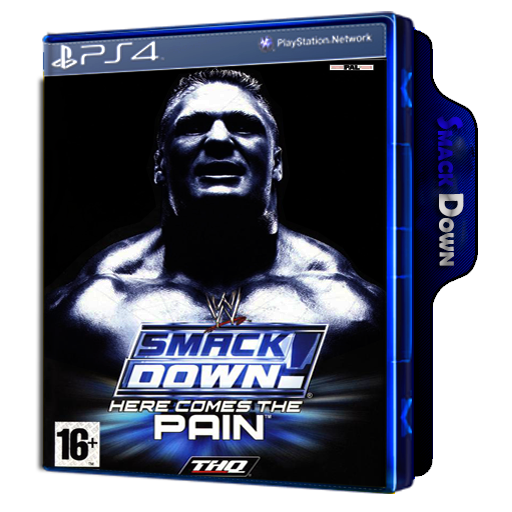 PS4
PlayStation Network
PAL
W
SMACK
DOWN!
HERE COMES THE
PAIN
16+
THQ
SMACK DOWN